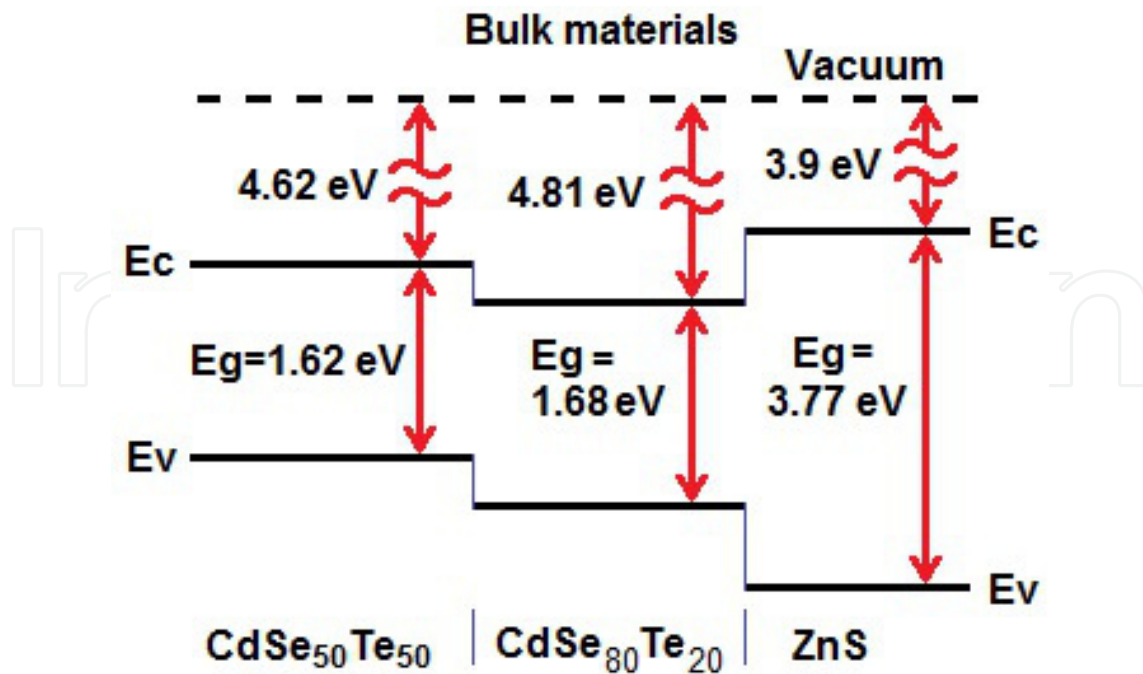 Bulk materials
Vacuum
4.62 eV
4.81 eV
3.9 eV
Ec
Ec
Eg=1.62 eV
Eg =
1.68 eV
Eg =
3.77 eV
Ev
Ev
CdSe₅₀Te₅₀
CdSe₈₀Te₂₀
ZnS